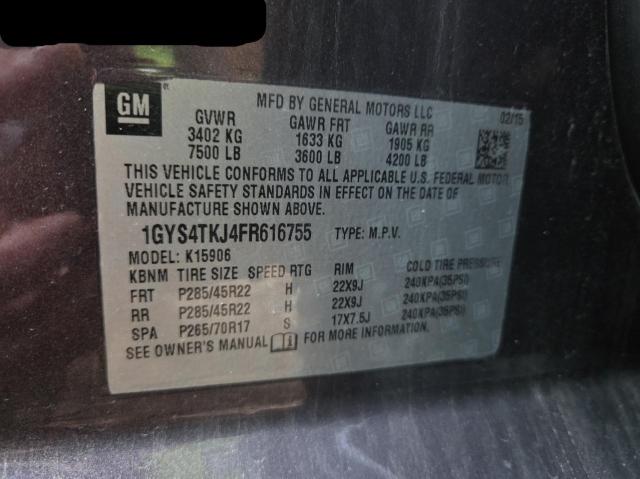 GM
MFD BY GENERAL MOTORS LLC 02/15
GVWR GAWR FRT GAWR RR
3402 KG 1633 KG 1905 KG
7500 LB 3600 LB 4200 LB
THIS VEHICLE CONFORMS TO ALL APPLICABLE U.S. FEDERAL MOTOR
VEHICLE SAFETY STANDARDS IN EFFECT ON THE DATE OF
MANUFACTURE SHOWN ABOVE.
1GYS4TKJ4FR616755 TYPE: M.P.V.
MODEL: K15906
KBNM TIRE SIZE SPEED RTG RIM COLD TIRE PRESSURE
FRT P285/45R22 H 22X9J 240KPA(35PSI)
RR P285/45R22 H 22X9J 240KPA(35PSI)
SPA P265/70R17 S 17X7.5J 240KPA(35PSI)
SEE OWNER'S MANUAL FOR MORE INFORMATION.